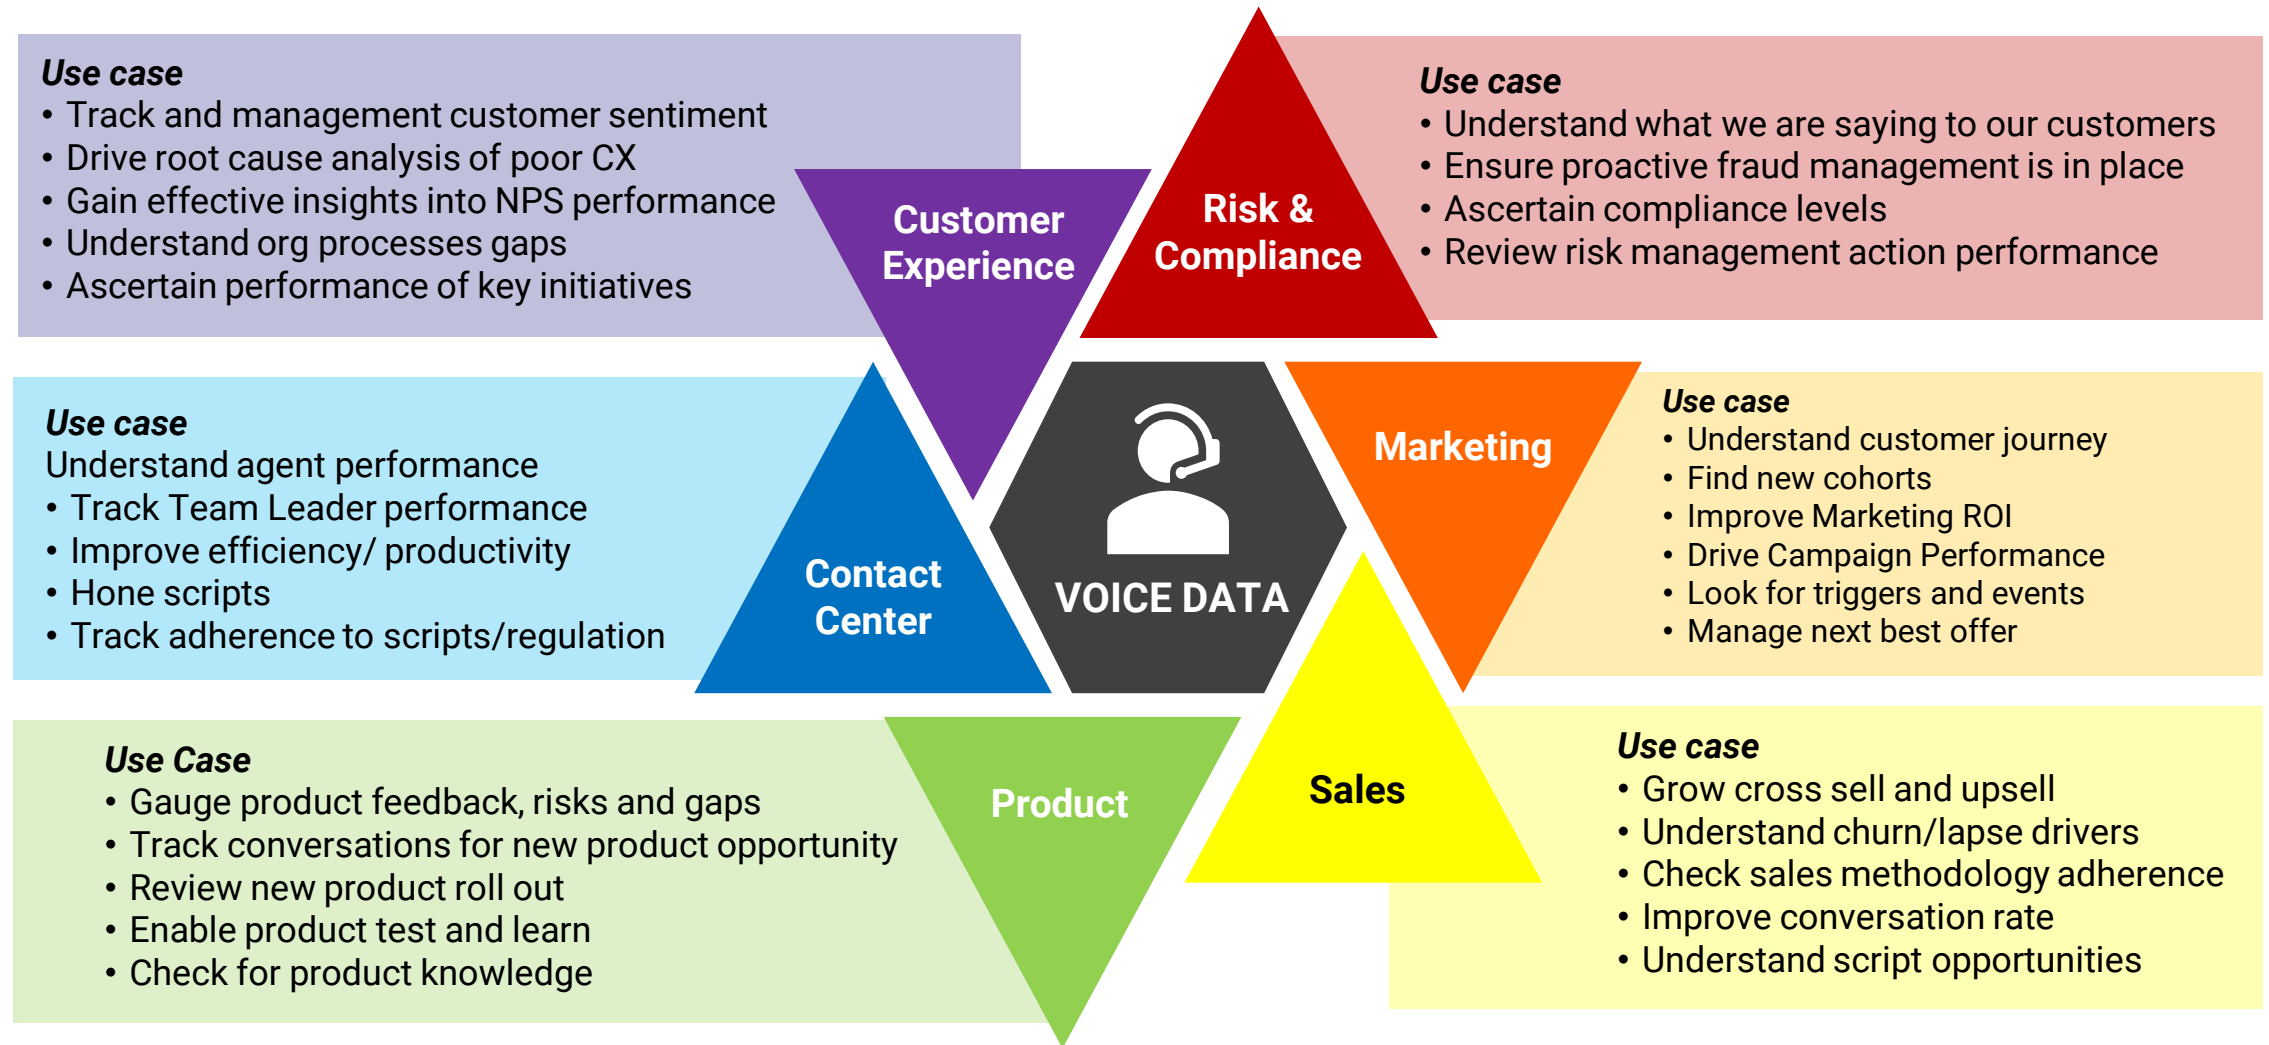 Use case
• Track and management customer sentiment
• Drive root cause analysis of poor CX
• Gain effective insights into NPS performance
• Understand org processes gaps
• Ascertain performance of key initiatives
Customer
Experience
Risk &
Compliance
Use case
• Understand what we are saying to our customers
• Ensure proactive fraud management is in place
• Ascertain compliance levels
• Review risk management action performance
Use case
Understand agent performance
• Track Team Leader performance
• Improve efficiency/ productivity
• Hone scripts
• Track adherence to scripts/regulation
Contact
Center
VOICE DATA
Marketing
Use case
• Understand customer journey
• Find new cohorts
• Improve Marketing ROI
• Drive Campaign Performance
• Look for triggers and events
• Manage next best offer
Use Case
• Gauge product feedback, risks and gaps
• Track conversations for new product opportunity
• Review new product roll out
• Enable product test and learn
• Check for product knowledge
Product
Sales
Use case
• Grow cross sell and upsell
• Understand churn/lapse drivers
• Check sales methodology adherence
• Improve conversation rate
• Understand script opportunities